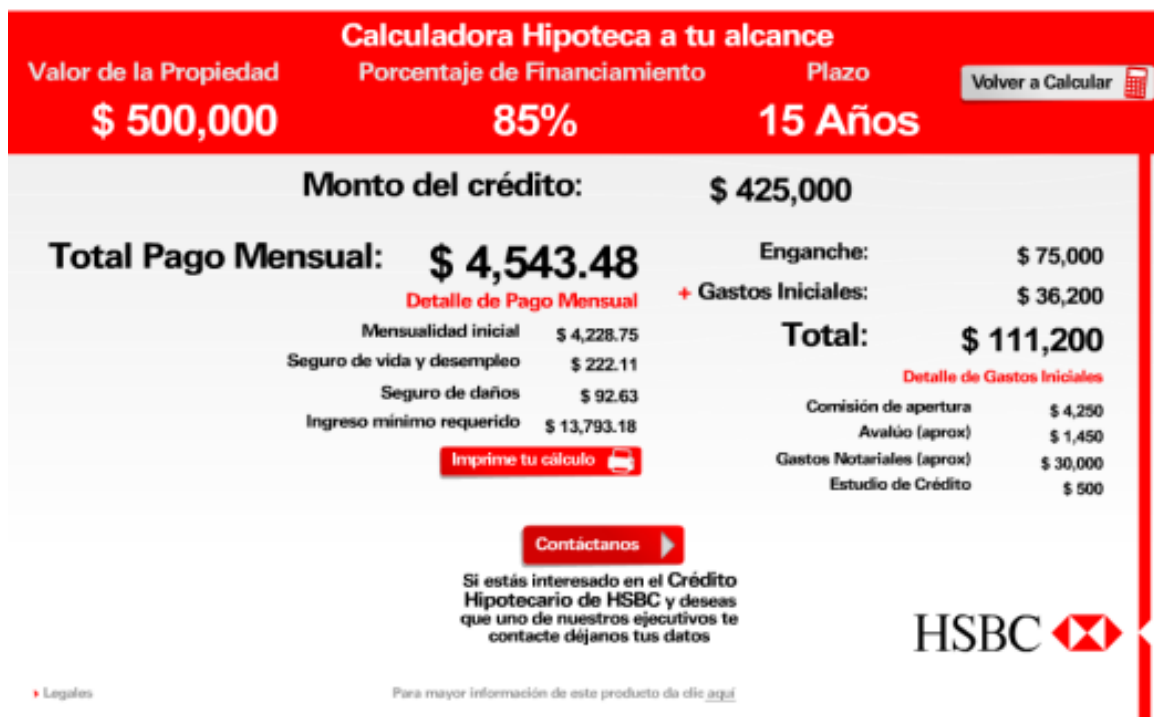 Calculadora Hipoteca a tu alcance
Valor de la Propiedad Porcentaje de Financiamiento Plazo
Volver a Calcular
$ 500,000 85% 15 Años
Monto del crédito: $ 425,000
Total Pago Mensual: $ 4,543.48
Detalle de Pago Mensual
Mensualidad inicial $ 4,228.75
Seguro de vida y desempleo $ 222.11
Seguro de daños $ 92.63
Ingreso mínimo requerido $ 13,793.18
Imprime tu cálculo
Enganche: $ 75,000
+ Gastos Iniciales: $ 36,200
Total: $ 111,200
Detalle de Gastos Iniciales
Comisión de apertura $ 4,250
Avalúo (aprox) $ 1,450
Gastos Notariales (aprox) $ 30,000
Estudio de Crédito $ 500
Contáctanos
Si estás interesado en el Crédito
Hipotecario de HSBC y deseas
que uno de nuestros ejecutivos te
contacte déjanos tus datos
HSBC
Legales
Para mayor información de este producto da clic aquí